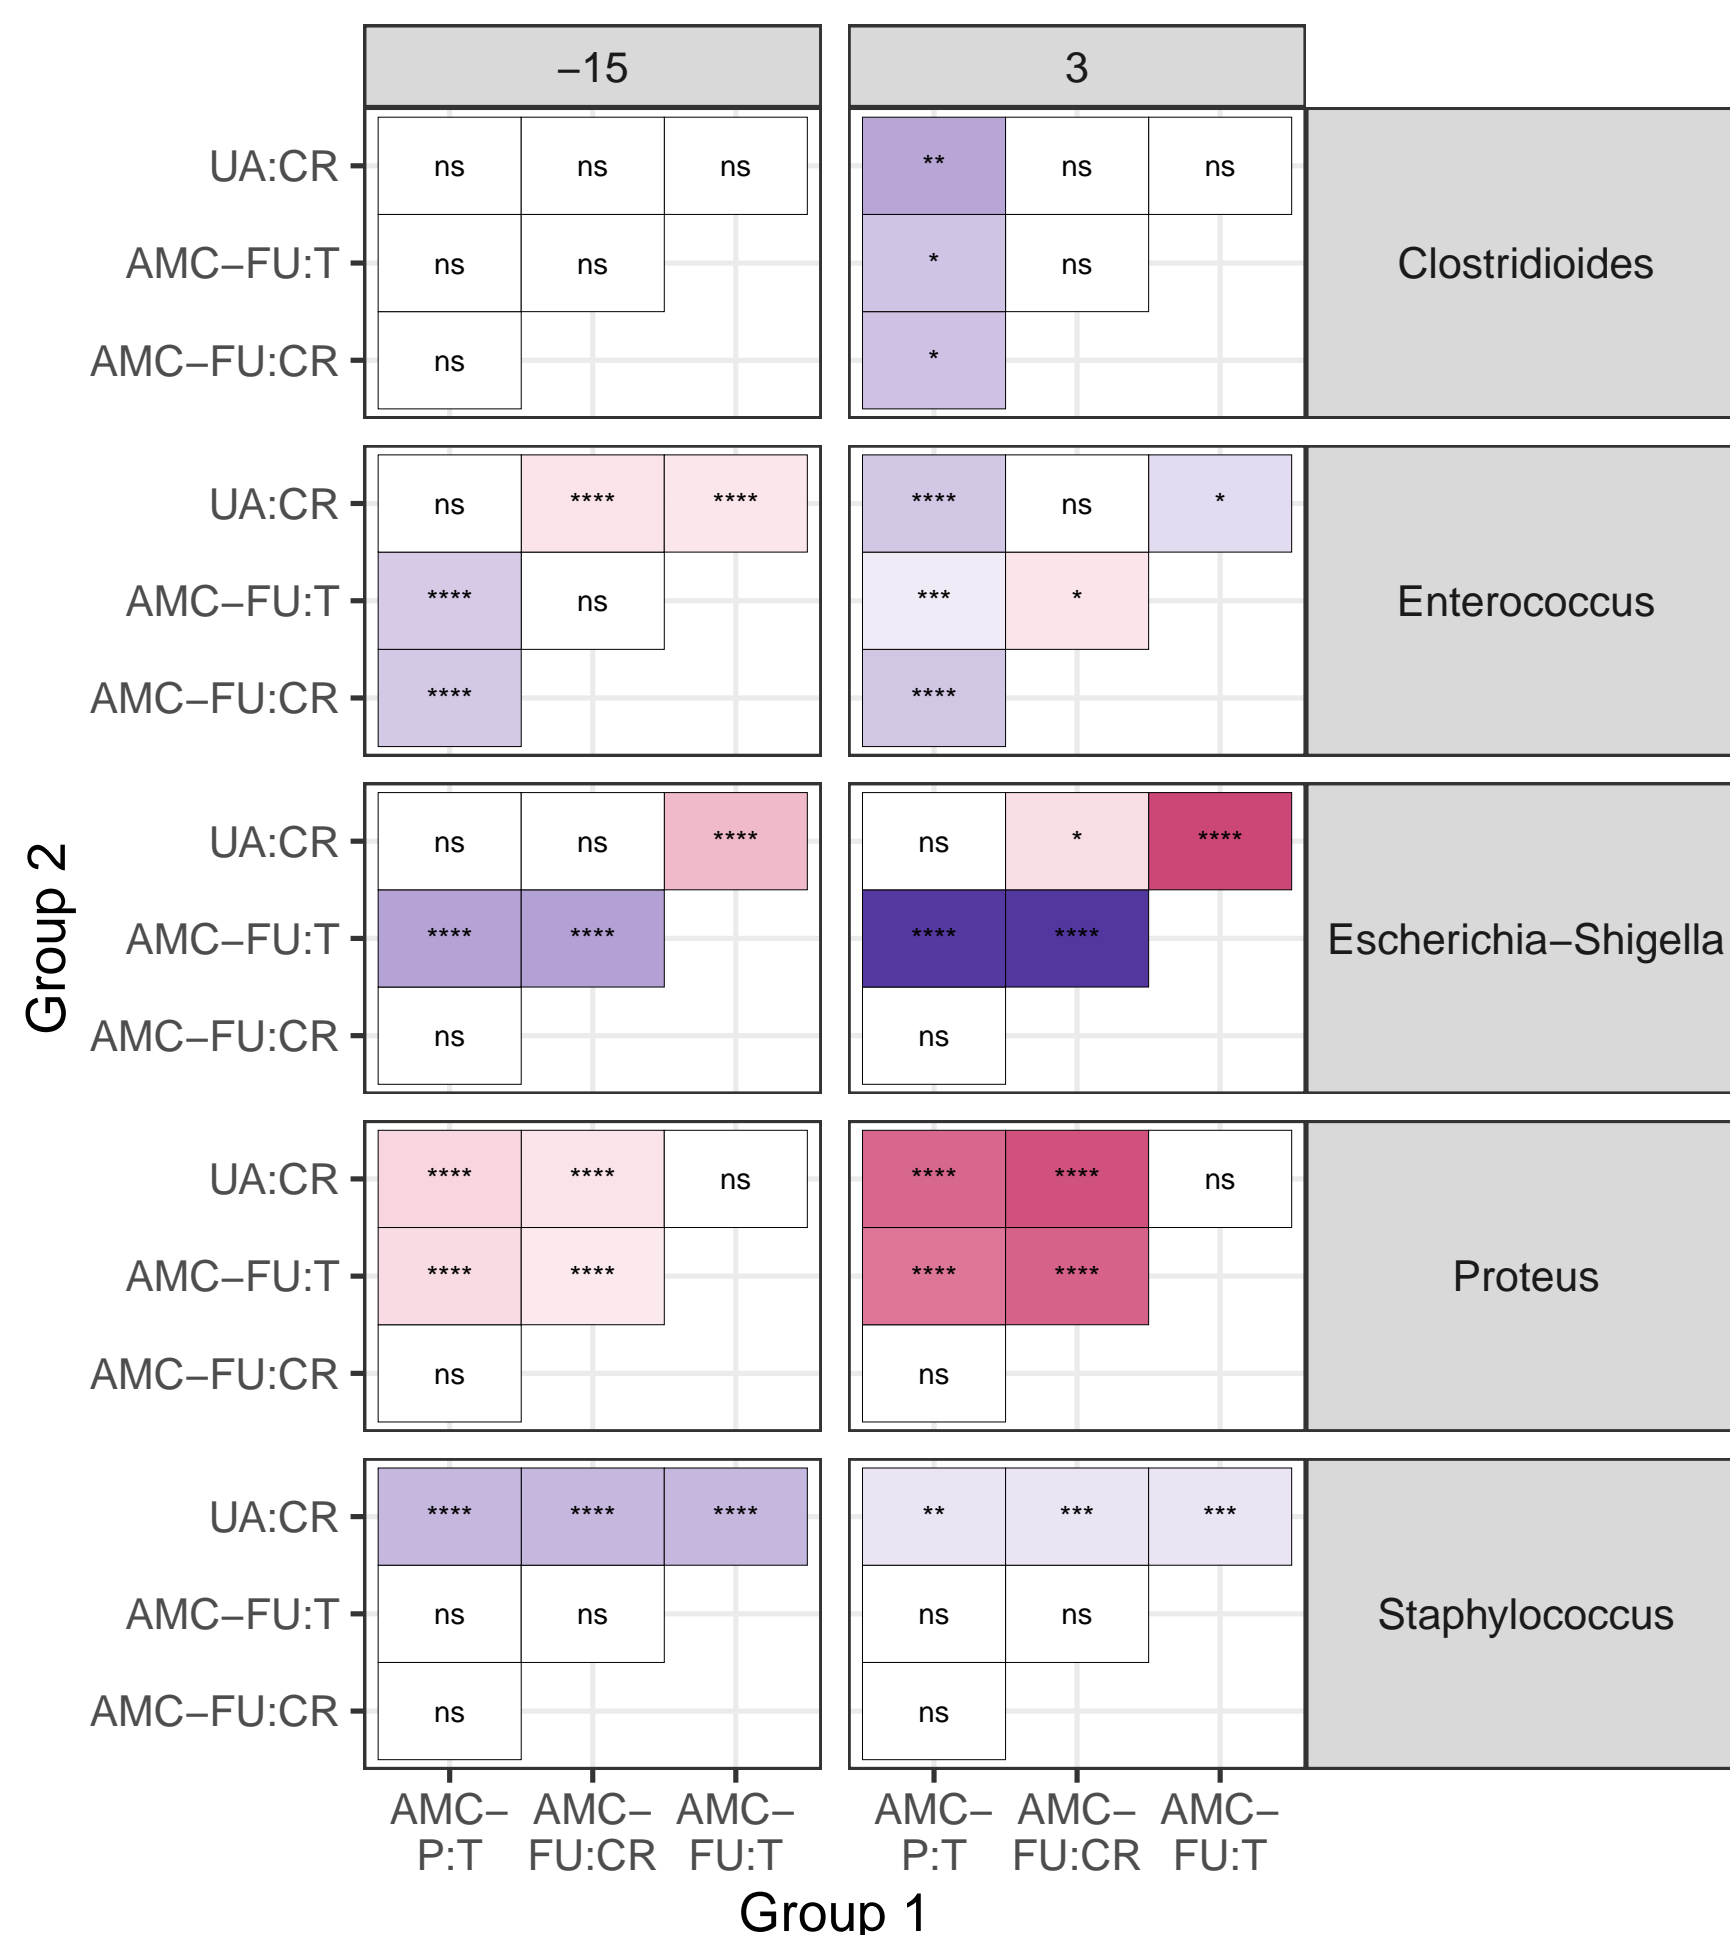 −15 3
UA:CR ns ns ns ** ns ns
AMC−FU:T ns ns * ns Clostridioides
AMC−FU:CR ns *
UA:CR ns **** **** **** ns *
AMC−FU:T **** ns *** * Enterococcus
AMC−FU:CR **** ****
UA:CR ns ns **** ns * ****
AMC−FU:T **** **** **** **** Escherichia−Shigella
AMC−FU:CR ns ns
UA:CR **** **** ns **** **** ns
AMC−FU:T **** **** **** **** Proteus
AMC−FU:CR ns ns
UA:CR **** **** **** ** *** ***
AMC−FU:T ns ns ns ns Staphylococcus
AMC−FU:CR ns ns
Group 2
AMC− AMC− AMC− AMC− AMC− AMC−
P:T FU:CR FU:T P:T FU:CR FU:T
Group 1